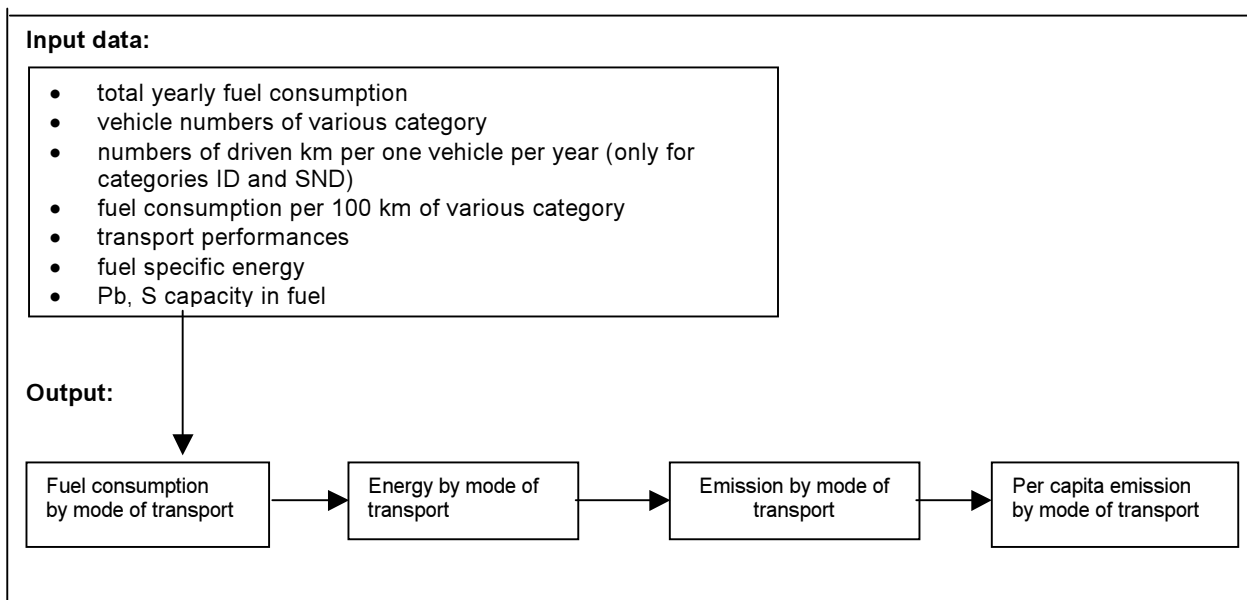 Input data:
• total yearly fuel consumption
• vehicle numbers of various category
• numbers of driven km per one vehicle per year (only for
categories ID and SND)
• fuel consumption per 100 km of various category
• transport performances
• fuel specific energy
• Pb, S capacity in fuel
Output:
Fuel consumption
by mode of transport
Energy by mode of
transport
Emission by mode of
transport
Per capita emission
by mode of transport